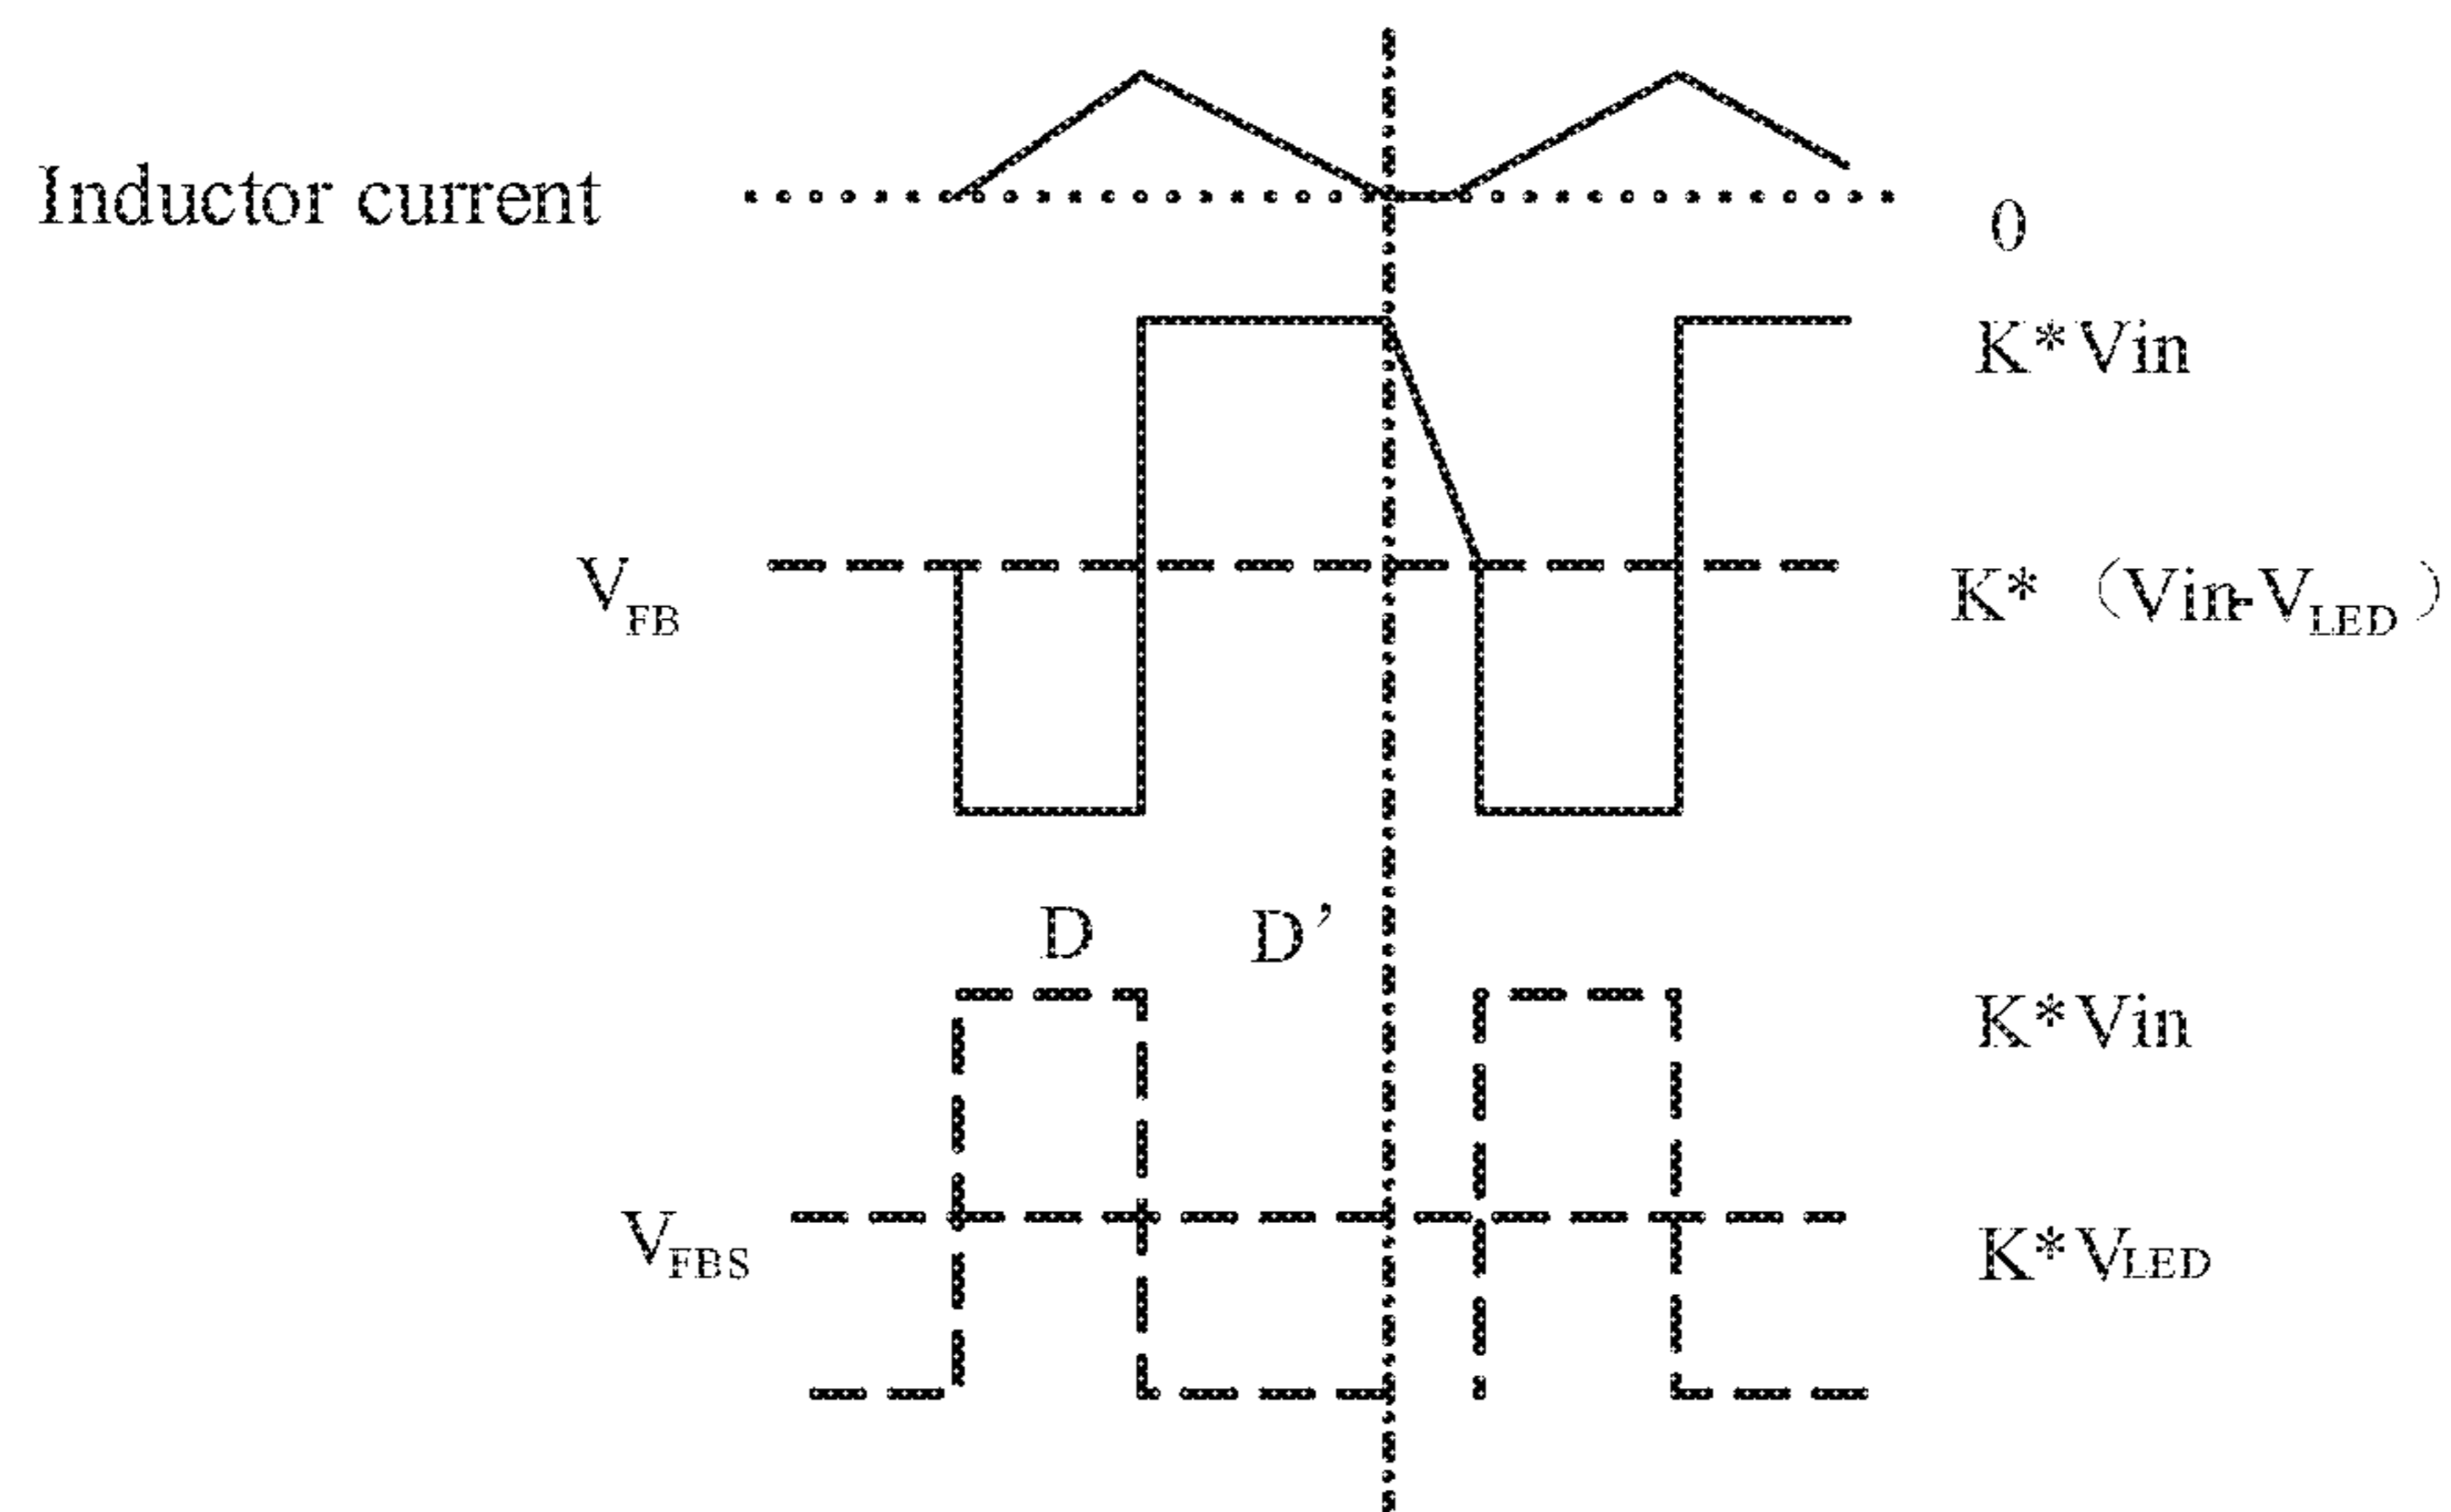 Inductor current
0
K*Vin
V_FB
K*（Vin-V_LED）
D
D’
K*Vin
V_FBS
K*V_LED